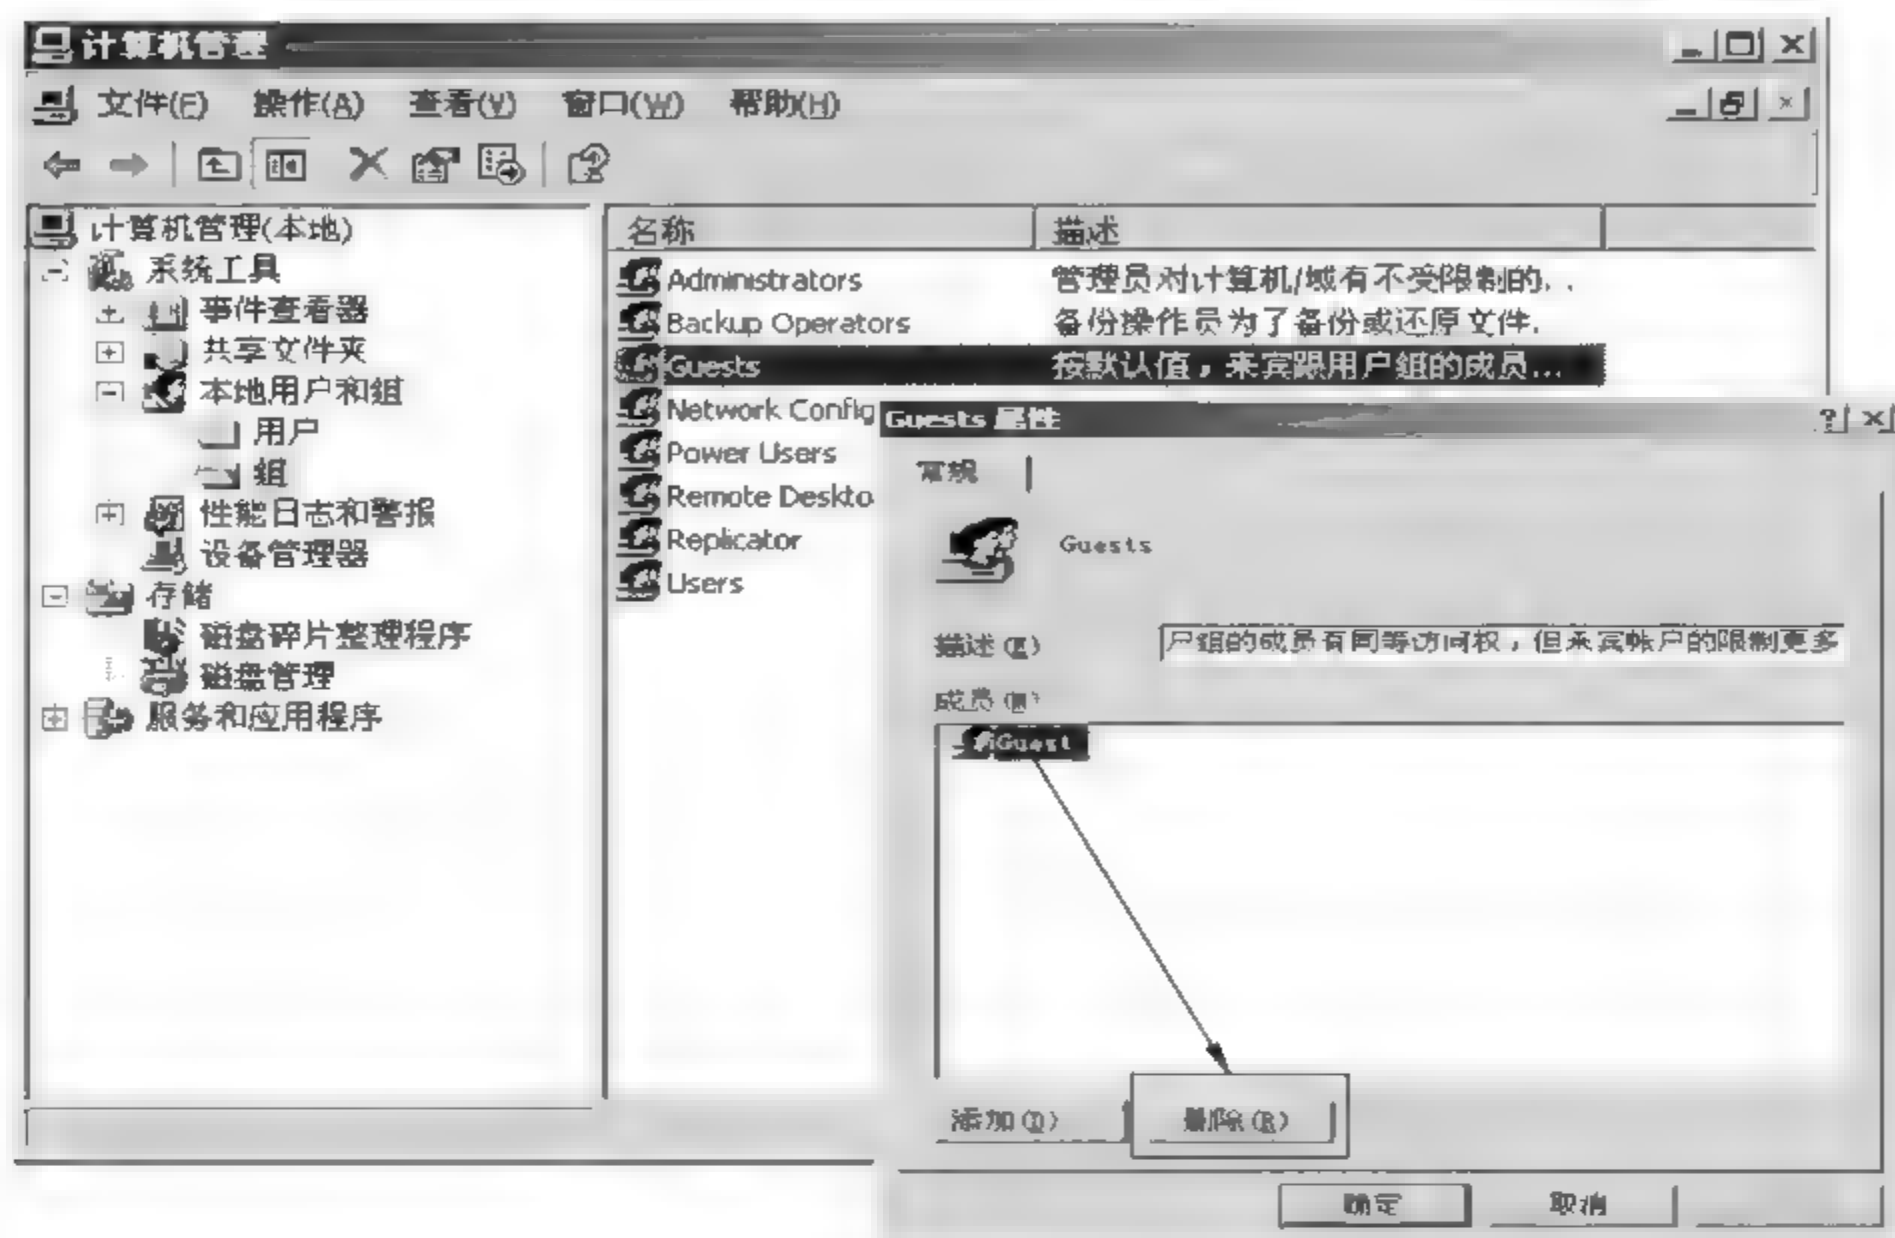 计算机管理
文件(F) 操作(A) 查看(V) 窗口(W) 帮助(H)
计算机管理(本地)
系统工具
事件查看器
共享文件夹
本地用户和组
用户
组
性能日志和警报
设备管理器
存储
磁盘碎片整理程序
磁盘管理
服务和应用程序
名称 描述
Administrators 管理员对计算机/域有不受限制的...
Backup Operators 备份操作员为了备份或还原文件.
Guests 按默认值，来宾跟用户组的成员...
Network Config
Power Users
Remote Deskto
Replicator
Users
Guests 属性
常规
Guests
描述(E) 户组的成员有同等访问权，但来宾帐户的限制更多
成员(M)
Guest
添加(D) 删除(R)
确定 取消